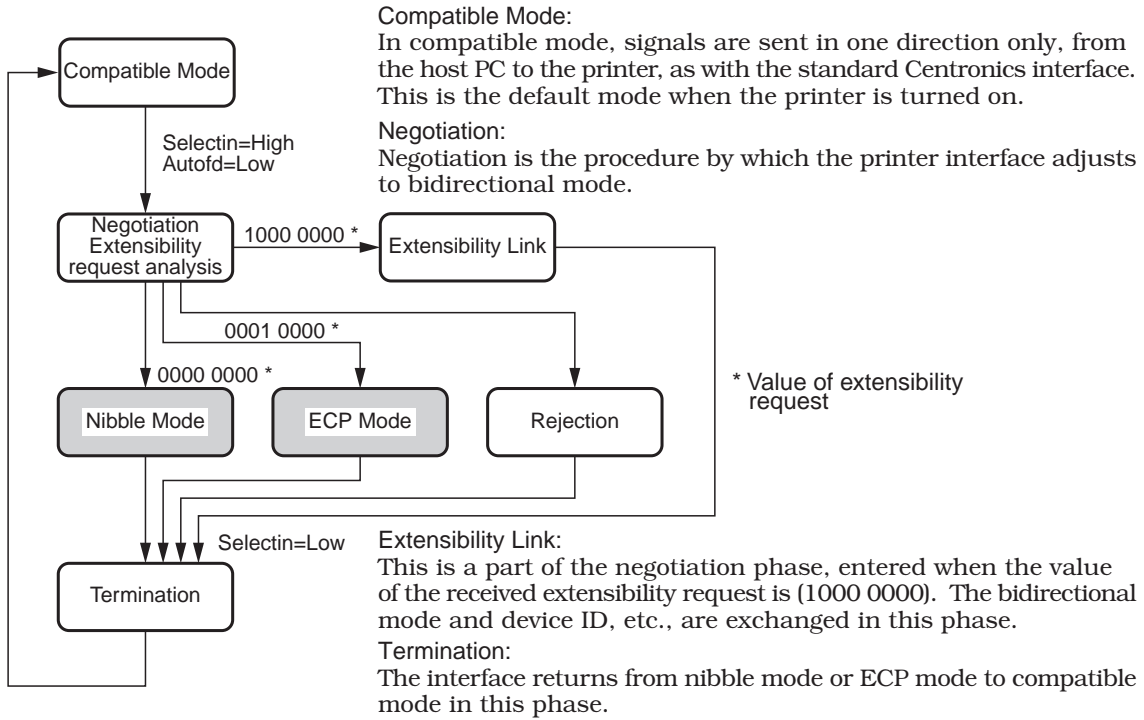 Compatible Mode:
In compatible mode, signals are sent in one direction only, from
the host PC to the printer, as with the standard Centronics interface.
This is the default mode when the printer is turned on.
Compatible Mode
Selectin=High
Autofd=Low
Negotiation:
Negotiation is the procedure by which the printer interface adjusts
to bidirectional mode.
Negotiation
Extensibility
request analysis
1000 0000 *
Extensibility Link
0001 0000 *
0000 0000 *
* Value of extensibility
request
Nibble Mode
ECP Mode
Rejection
Selectin=Low
Termination
Extensibility Link:
This is a part of the negotiation phase, entered when the value
of the received extensibility request is (1000 0000). The bidirectional
mode and device ID, etc., are exchanged in this phase.
Termination:
The interface returns from nibble mode or ECP mode to compatible
mode in this phase.